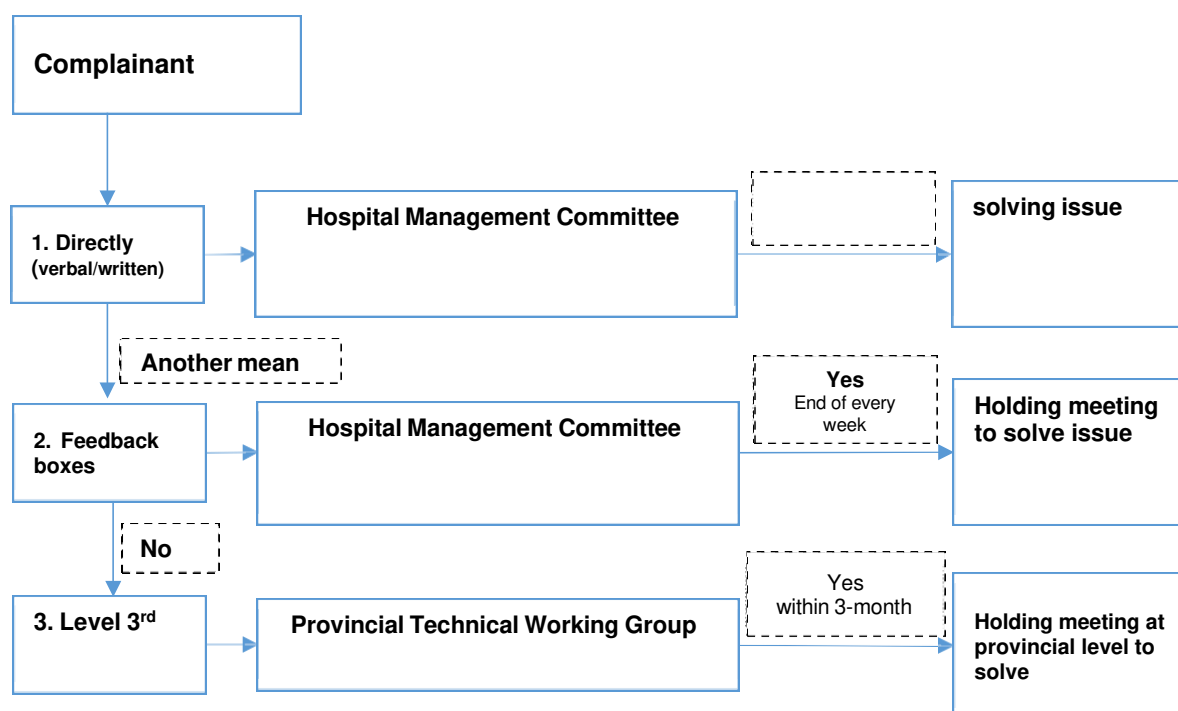 Complainant
Hospital Management Committee
solving issue
1. Directly
(verbal/written)
Another mean
Yes
End of every
week
Hospital Management Committee
Holding meeting
to solve issue
2. Feedback
boxes
No
Yes
within 3-month
3. Level 3rd
Provincial Technical Working Group
Holding meeting at
provincial level to
solve